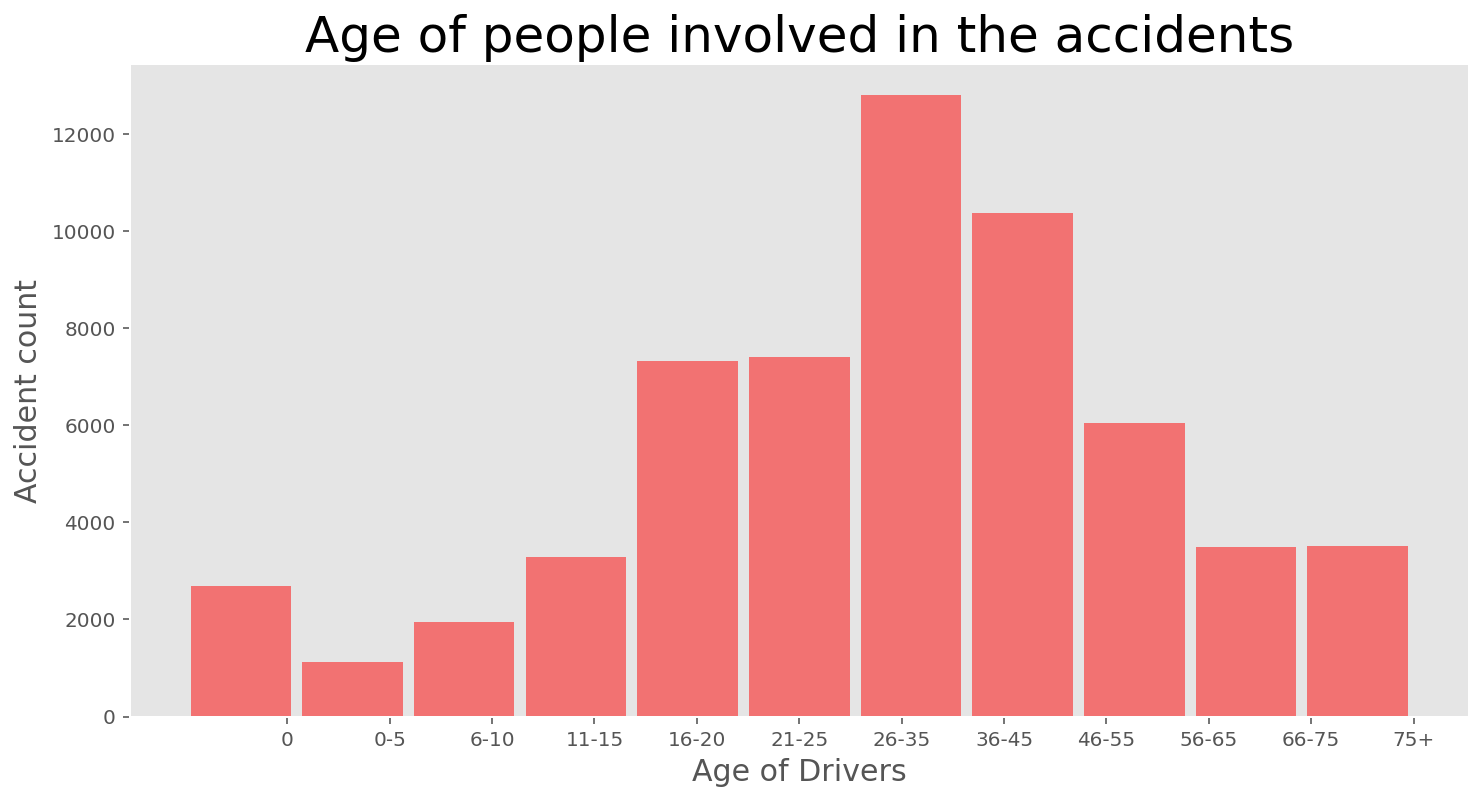 Age of people involved in the accidents
12000
10000
8000
6000
4000
2000
0
Accident count
0 0-5 6-10 11-15 16-20 21-25 26-35 36-45 46-55 56-65 66-75 75+
Age of Drivers